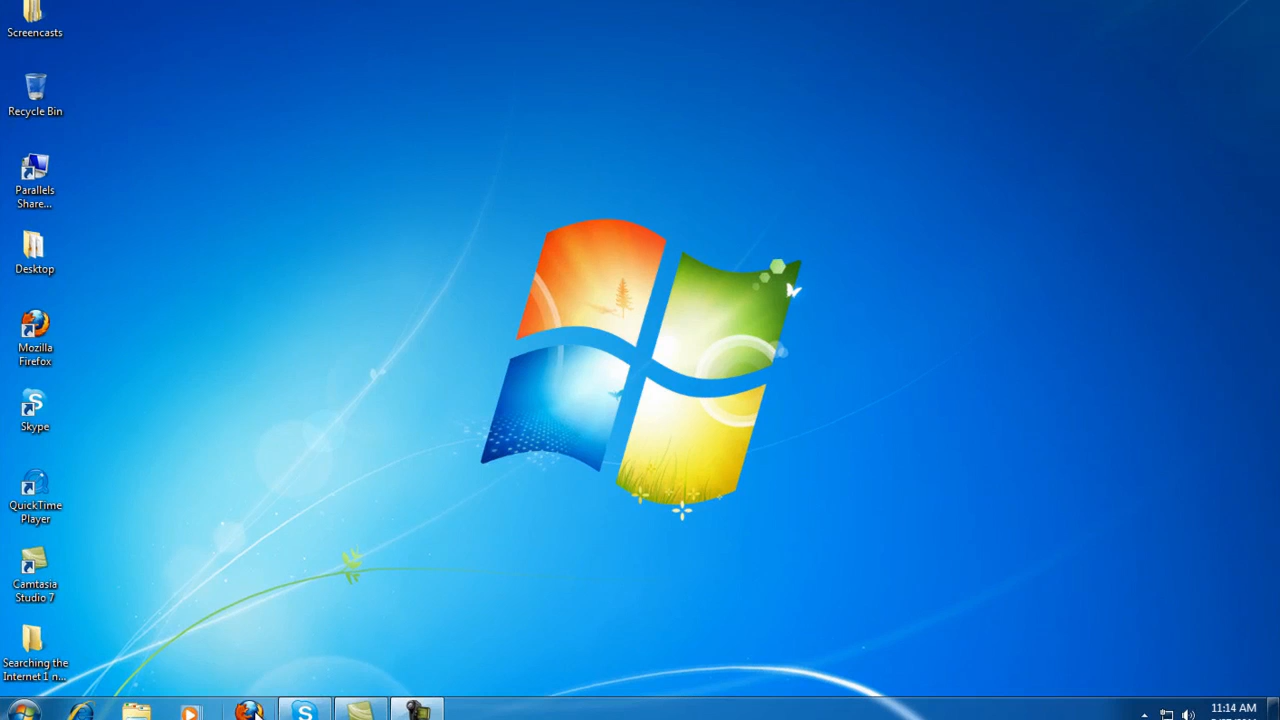 Screencasts
Recycle Bin
Parallels
Share...
Desktop
Mozilla
Firefox
Skype
QuickTime
Player
Camtasia
Studio 7
Searching the
Internet I n...
11:14 AM